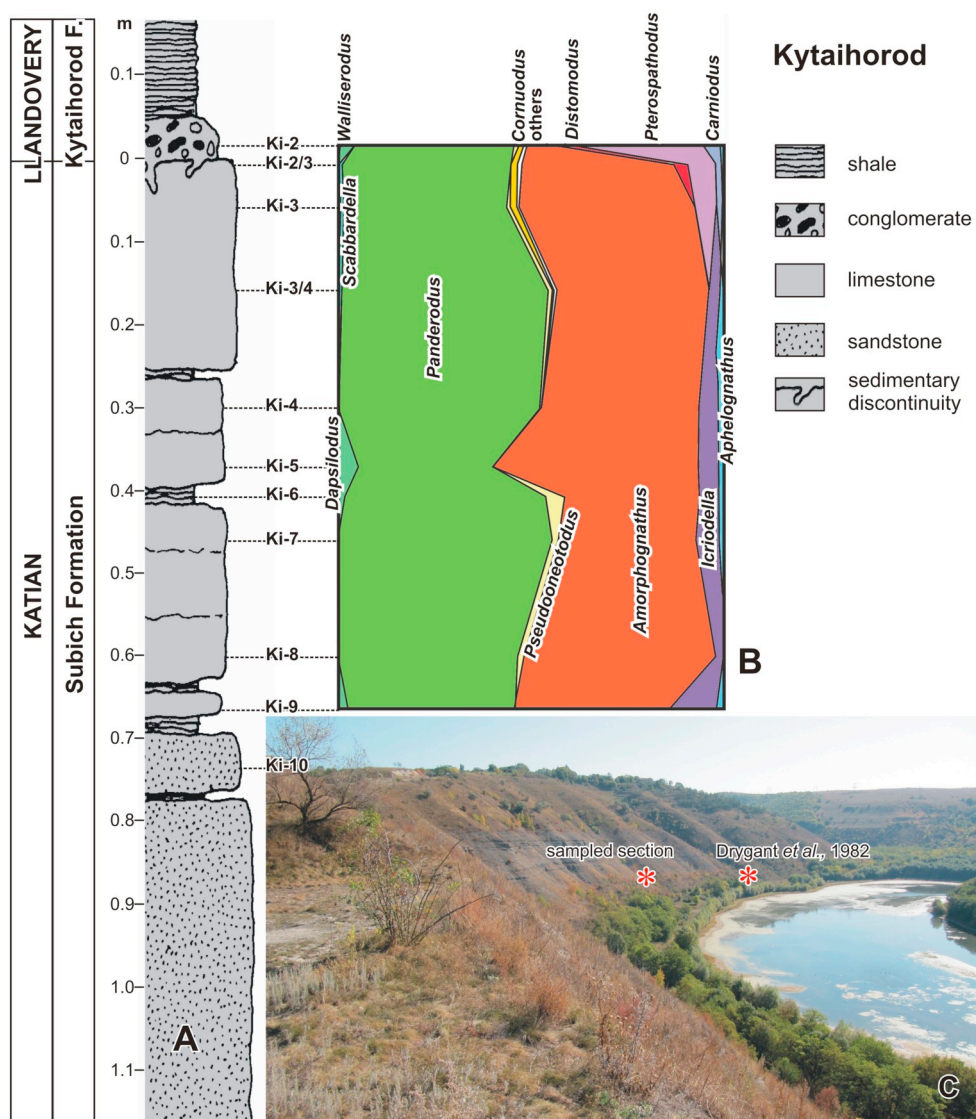 LLANDOVERY
KATIAN
Kytaihorod F.
Subich Formation
m
0.1
0
0.1
0.2
0.3
0.4
0.5
0.6
0.7
0.8
0.9
1.0
1.1
A
Ki-2
Ki-2/3
Ki-3
Ki-3/4
Ki-4
Ki-5
Ki-6
Ki-7
Ki-8
Ki-9
Ki-10
Walliserodus
Cornuodus
others
Distomodus
Pterospathodus
Carniodus
Scabbardella
Dapsilodus
Panderodus
Pseudooneotodus
Amorphognathus
Icriodella
Aphelognathus
B
Kytaihorod
shale
conglomerate
limestone
sandstone
sedimentary
discontinuity
sampled section
Drygant et al., 1982
C